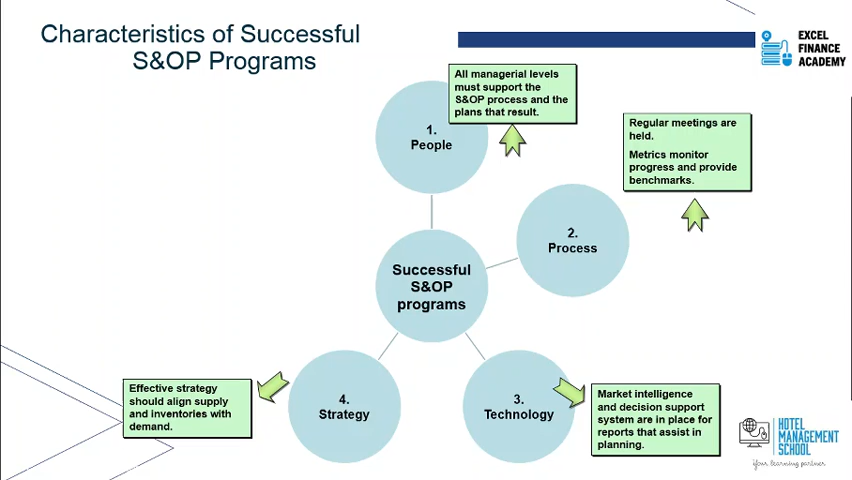 Characteristics of Successful
S&OP Programs
EXCEL
FINANCE
ACADEMY
All managerial levels
must support the
S&OP process and the
plans that result.
1.
People
Regular meetings are
held.
Metrics monitor
progress and provide
benchmarks.
2.
Process
Successful
S&OP
programs
Effective strategy
should align supply
and inventories with
demand.
4.
Strategy
3.
Technology
Market intelligence
and decision support
system are in place for
reports that assist in
planning.
HOTEL
MANAGEMENT
SCHOOL
your learning partner